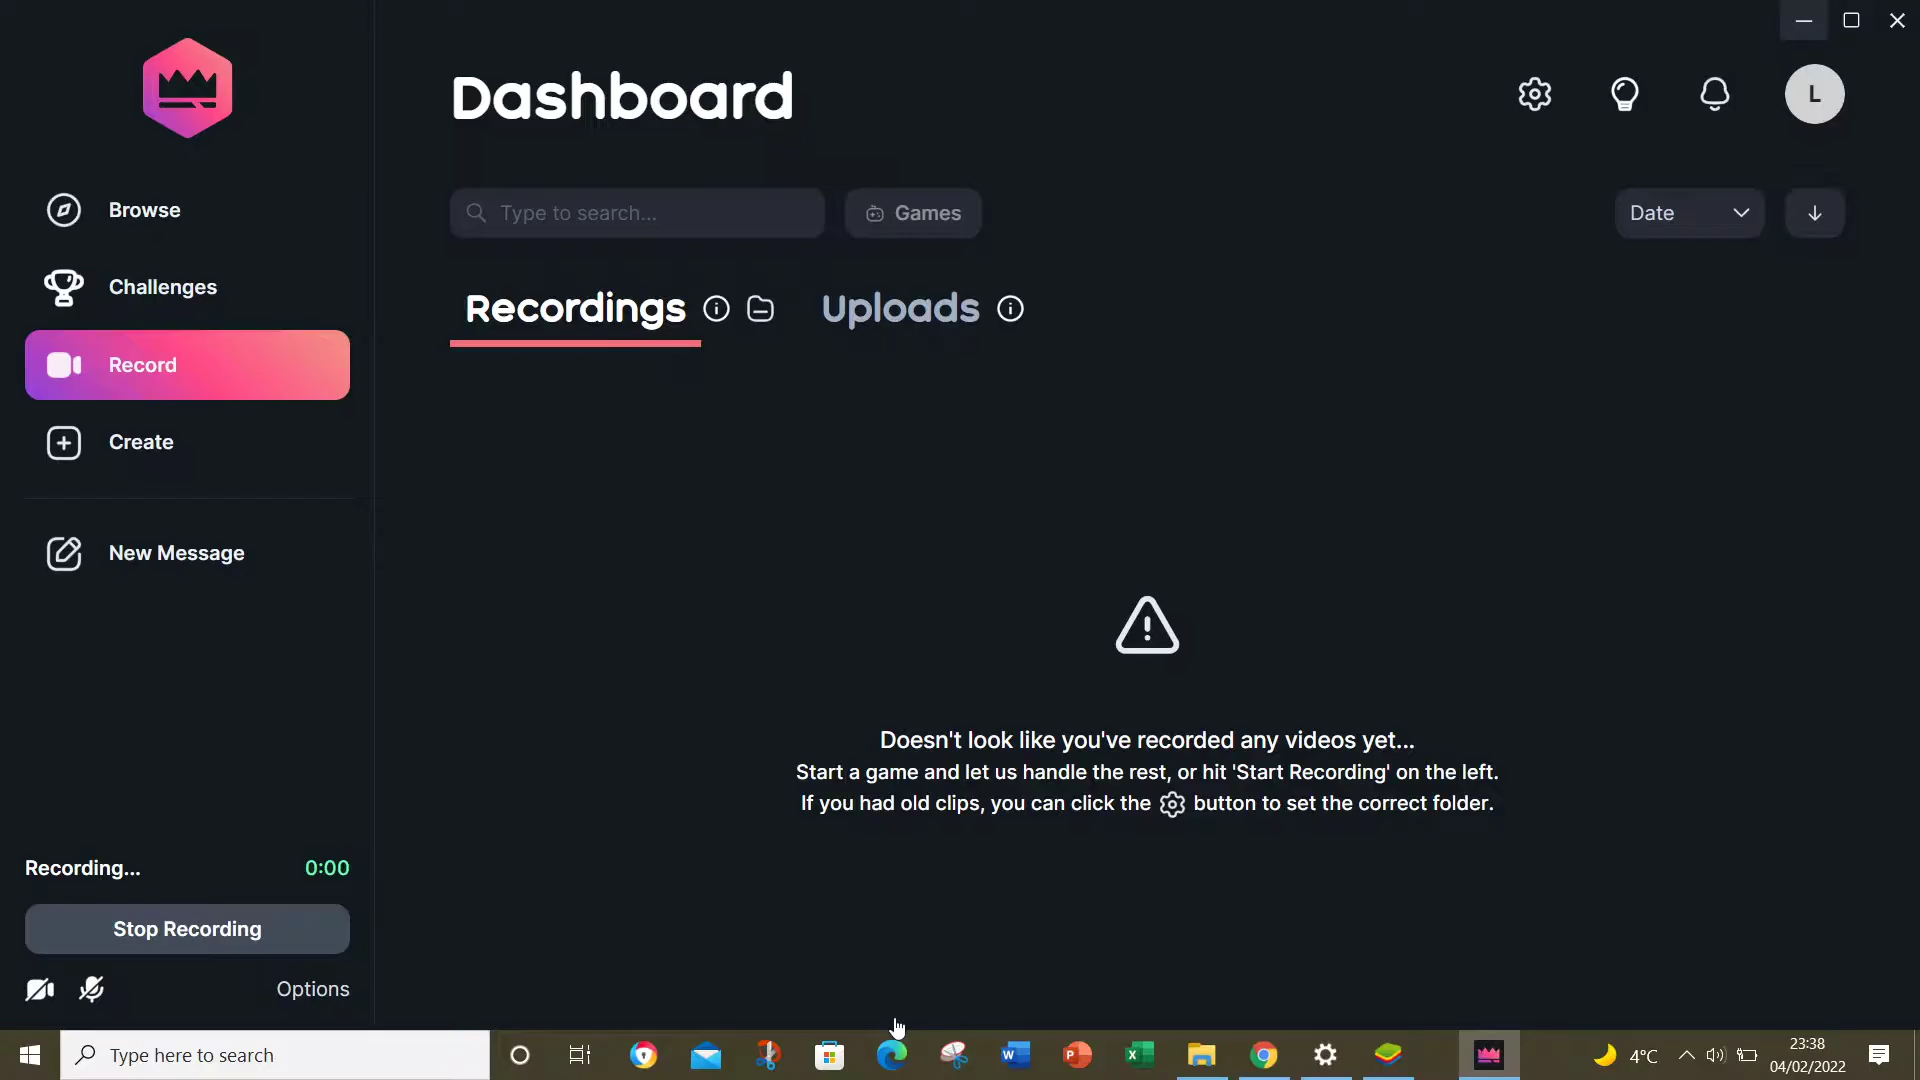 Dashboard
L
Browse
Challenges
Record
Create
New Message
Type to search...
Games
Date
Recordings
Uploads
Doesn't look like you've recorded any videos yet...
Start a game and let us handle the rest, or hit 'Start Recording' on the left.
If you had old clips, you can click the button to set the correct folder.
Recording...
0:00
Stop Recording
Options
Type here to search
W
P
X
4°C
23:38
04/02/2022